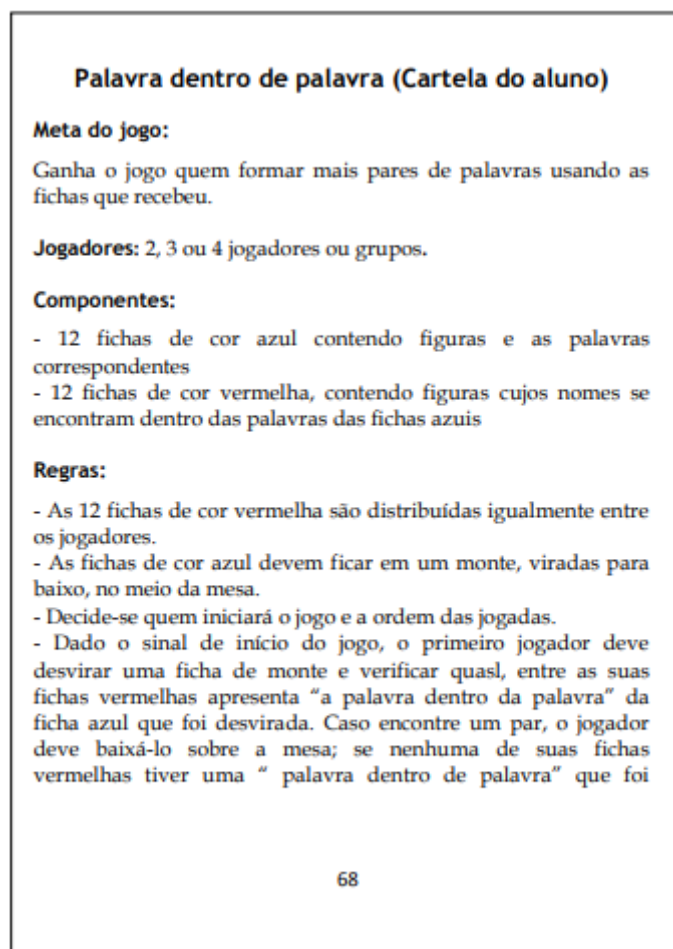 Palavra dentro de palavra (Cartela do aluno)
Meta do jogo:
Ganha o jogo quem formar mais pares de palavras usando as
fichas que recebeu.
Jogadores: 2, 3 ou 4 jogadores ou grupos.
Componentes:
- 12 fichas de cor azul contendo figuras e as palavras
correspondentes
- 12 fichas de cor vermelha, contendo figuras cujos nomes se
encontram dentro das palavras das fichas azuis
Regras:
- As 12 fichas de cor vermelha são distribuídas igualmente entre
os jogadores.
- As fichas de cor azul devem ficar em um monte, viradas para
baixo, no meio da mesa.
- Decide-se quem iniciará o jogo e a ordem das jogadas.
- Dado o sinal de início do jogo, o primeiro jogador deve
desvirar uma ficha de monte e verificar quasl, entre as suas
fichas vermelhas apresenta “a palavra dentro da palavra” da
ficha azul que foi desvirada. Caso encontre um par, o jogador
deve baixá-lo sobre a mesa; se nenhuma de suas fichas
vermelhas tiver uma “ palavra dentro de palavra” que foi
68